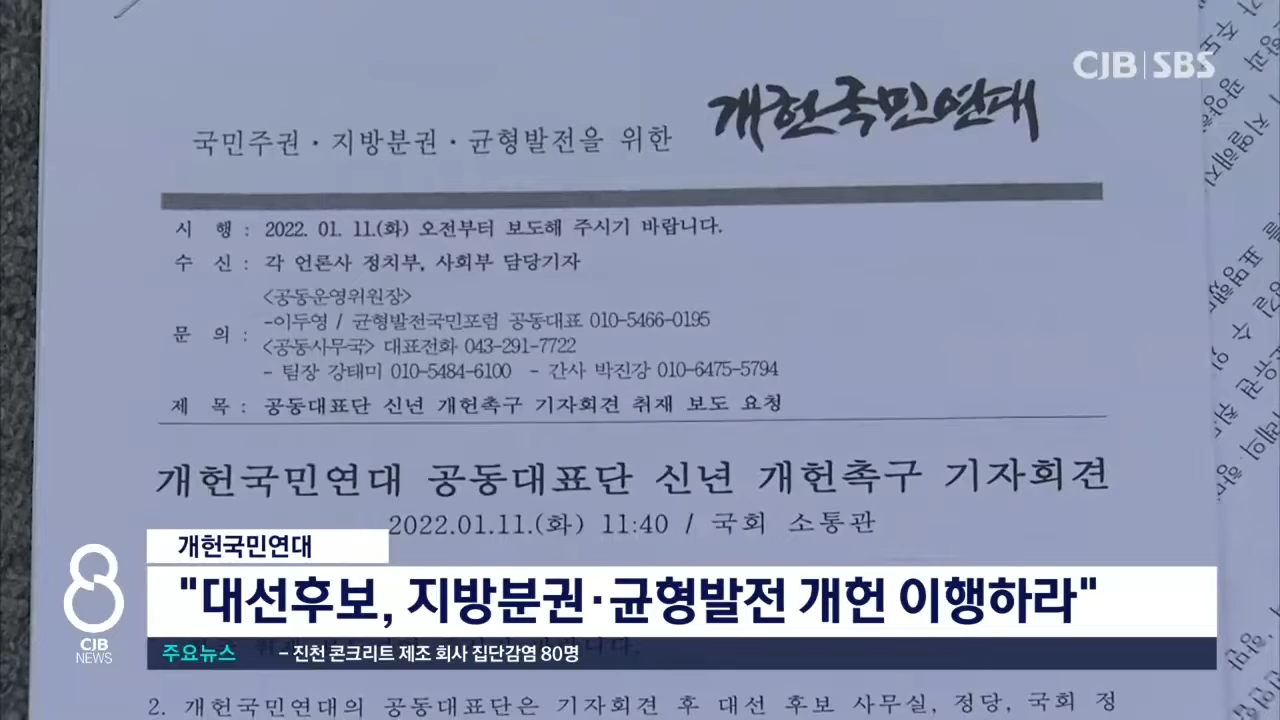 CJB SBS
국민주권·지방분권·균형발전을 위한 개헌국민연대
시 행 : 2022. 01. 11.(화) 오전부터 보도해 주시기 바랍니다.
수 신 : 각 언론사 정치부, 사회부 담당기자
<공동운영위원장>
문 의 : -이두영 / 균형발전국민포럼 공동대표 010-5466-0195
<공동사무국> 대표전화 043-291-7722
- 팀장 강태미 010-5484-6100 - 간사 박진강 010-6475-5794
제 목 : 공동대표단 신년 개헌촉구 기자회견 취재 보도 요청
개헌국민연대 공동대표단 신년 개헌촉구 기자회견
2022.01.11.(화) 11:40 / 국회 소통관
개헌국민연대
"대선후보, 지방분권·균형발전 개헌 이행하라"
8
CJB
NEWS
주요뉴스 - 진천 콘크리트 제조 회사 집단감염 80명
2. 개헌국민연대의 공동대표단은 기자회견 후 대선 후보 사무실, 정당, 국회 정